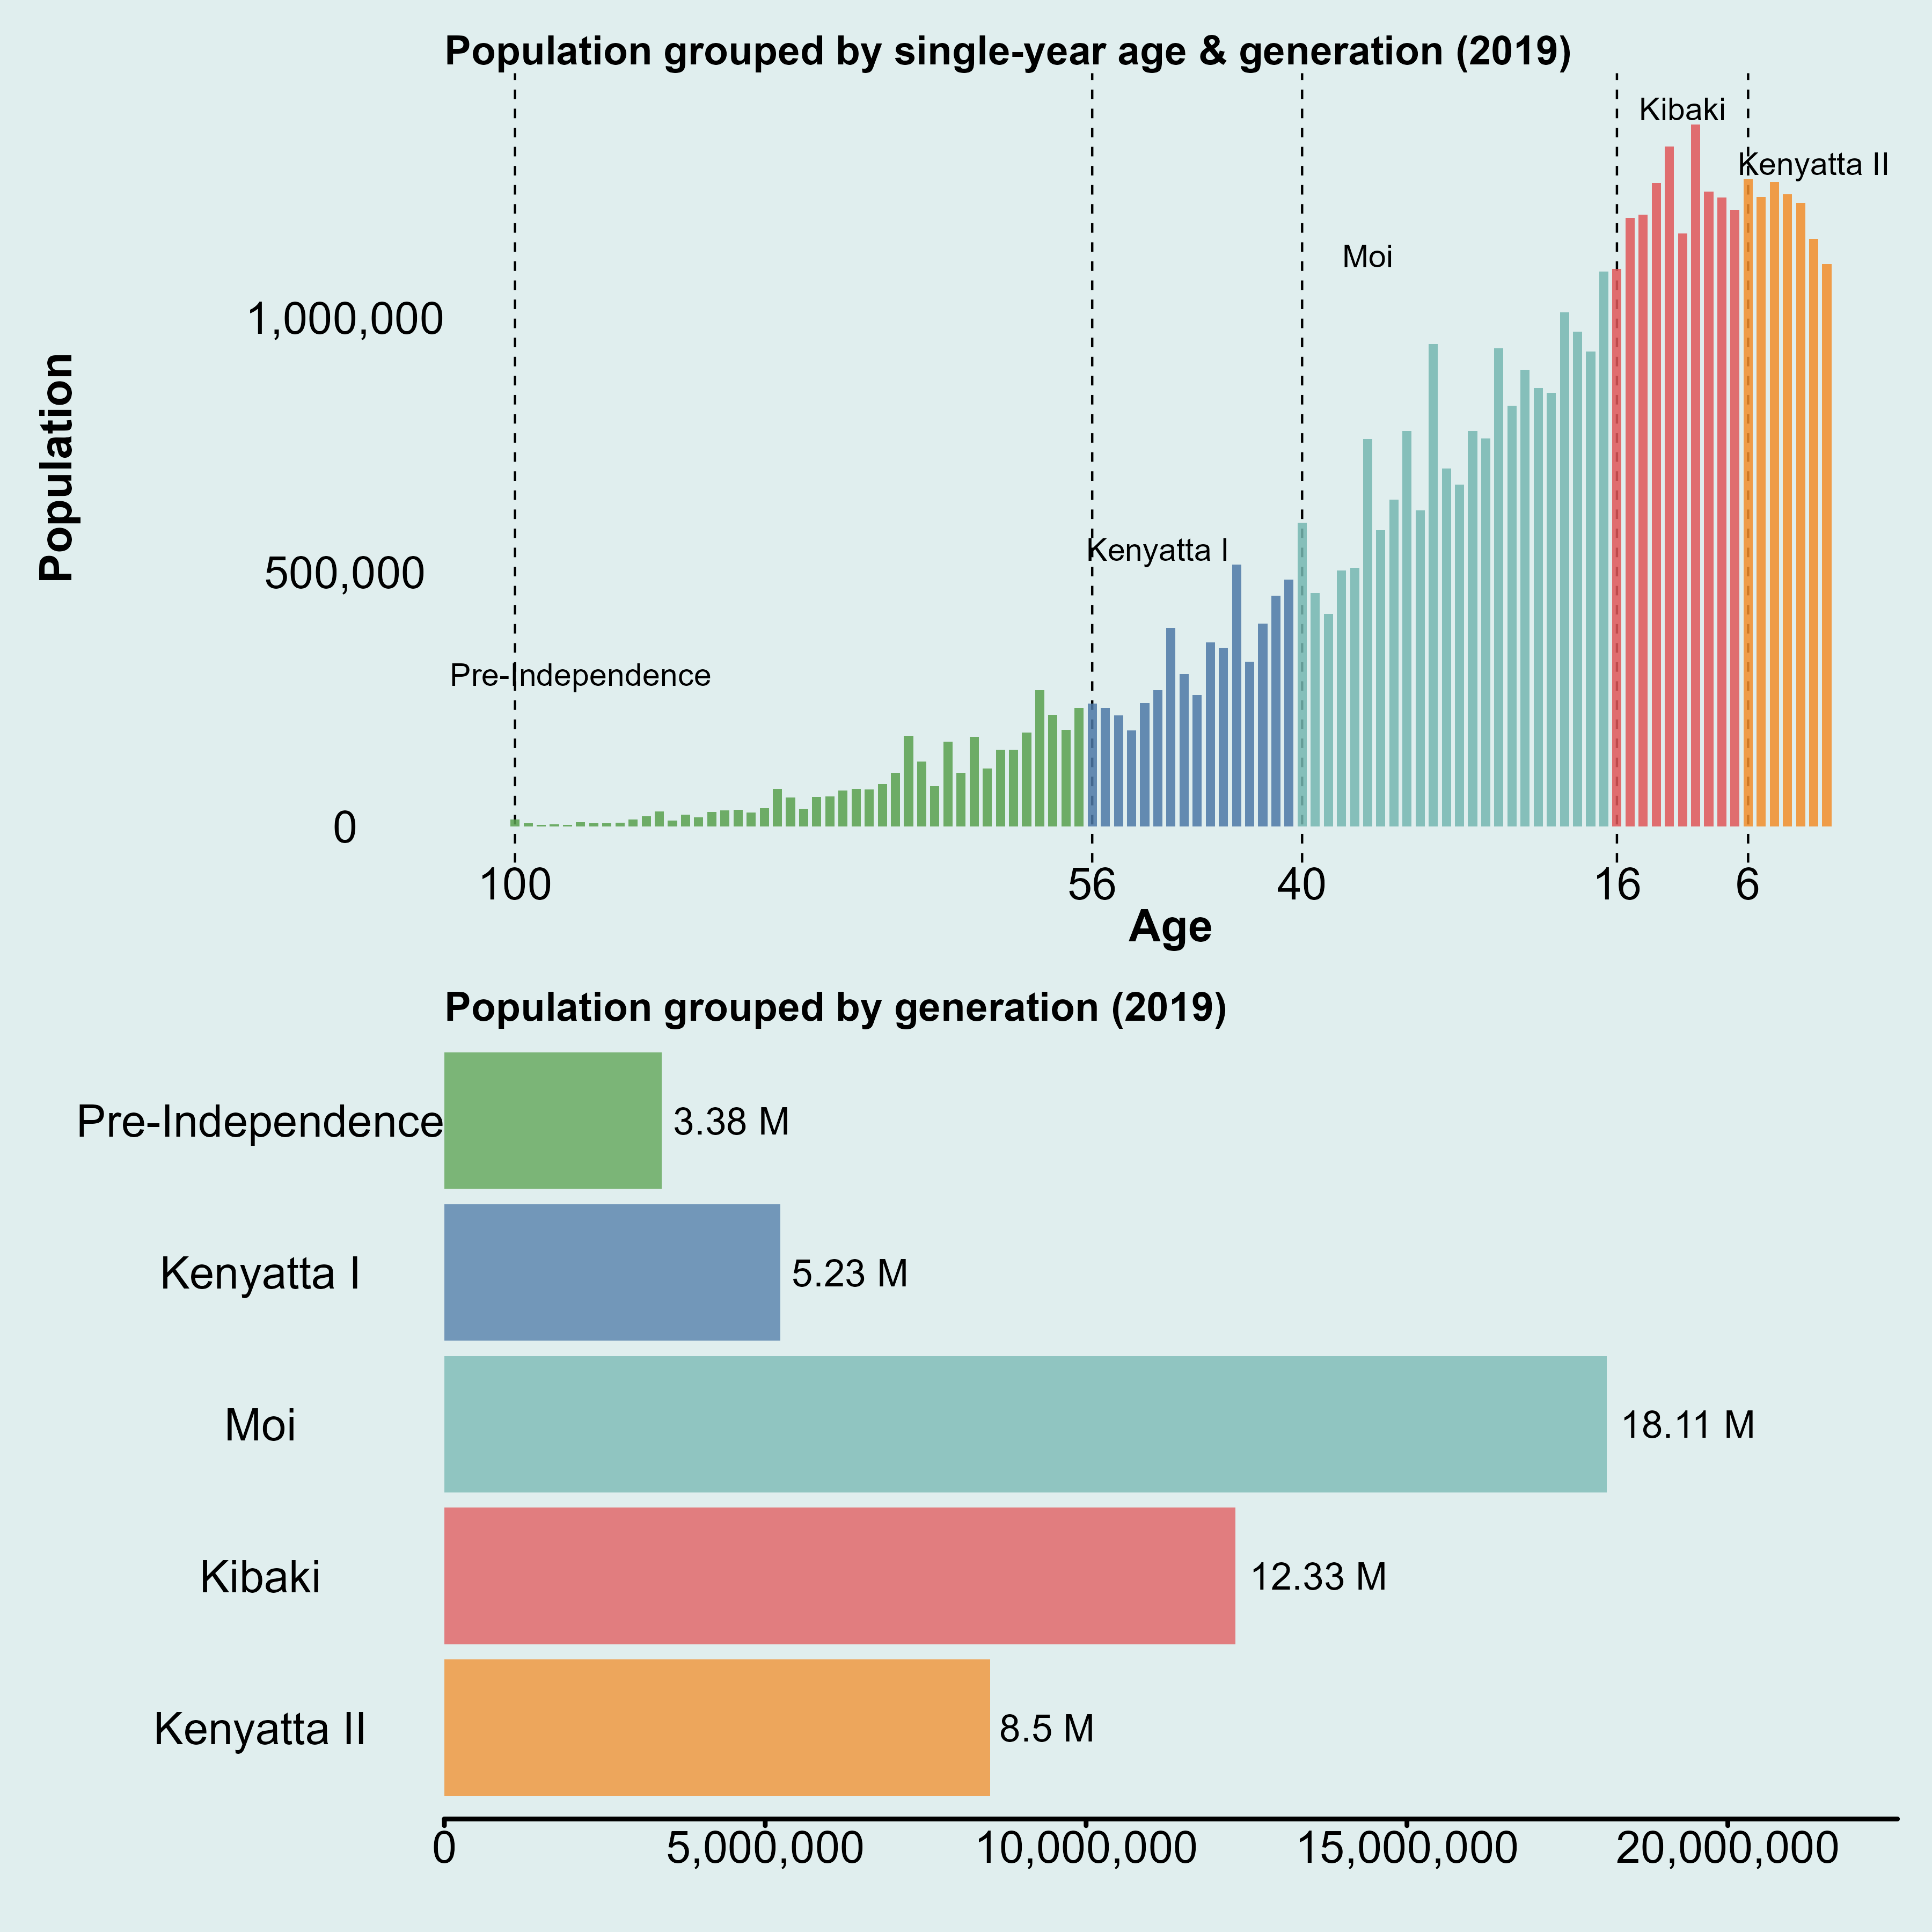 Population grouped by single-year age & generation (2019)
Kibaki
Kenyatta II
Moi
1,000,000
Population
Kenyatta I
500,000
Pre-Independence
0
100 56 40 16 6
Age
Population grouped by generation (2019)
Pre-Independence 3.38 M
Kenyatta I 5.23 M
Moi 18.11 M
Kibaki 12.33 M
Kenyatta II 8.5 M
0 5,000,000 10,000,000 15,000,000 20,000,000